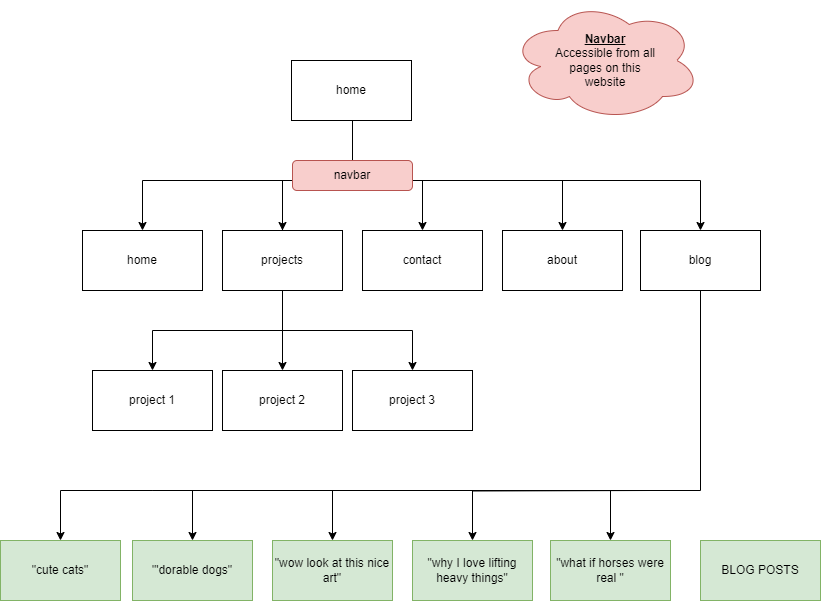 Navbar
Accessible from all
pages on this
website
home
navbar
home
projects
contact
about
blog
project 1
project 2
project 3
"cute cats"
"'dorable dogs"
"wow look at this nice
art"
"why I love lifting
heavy things"
"what if horses were
real "
BLOG POSTS